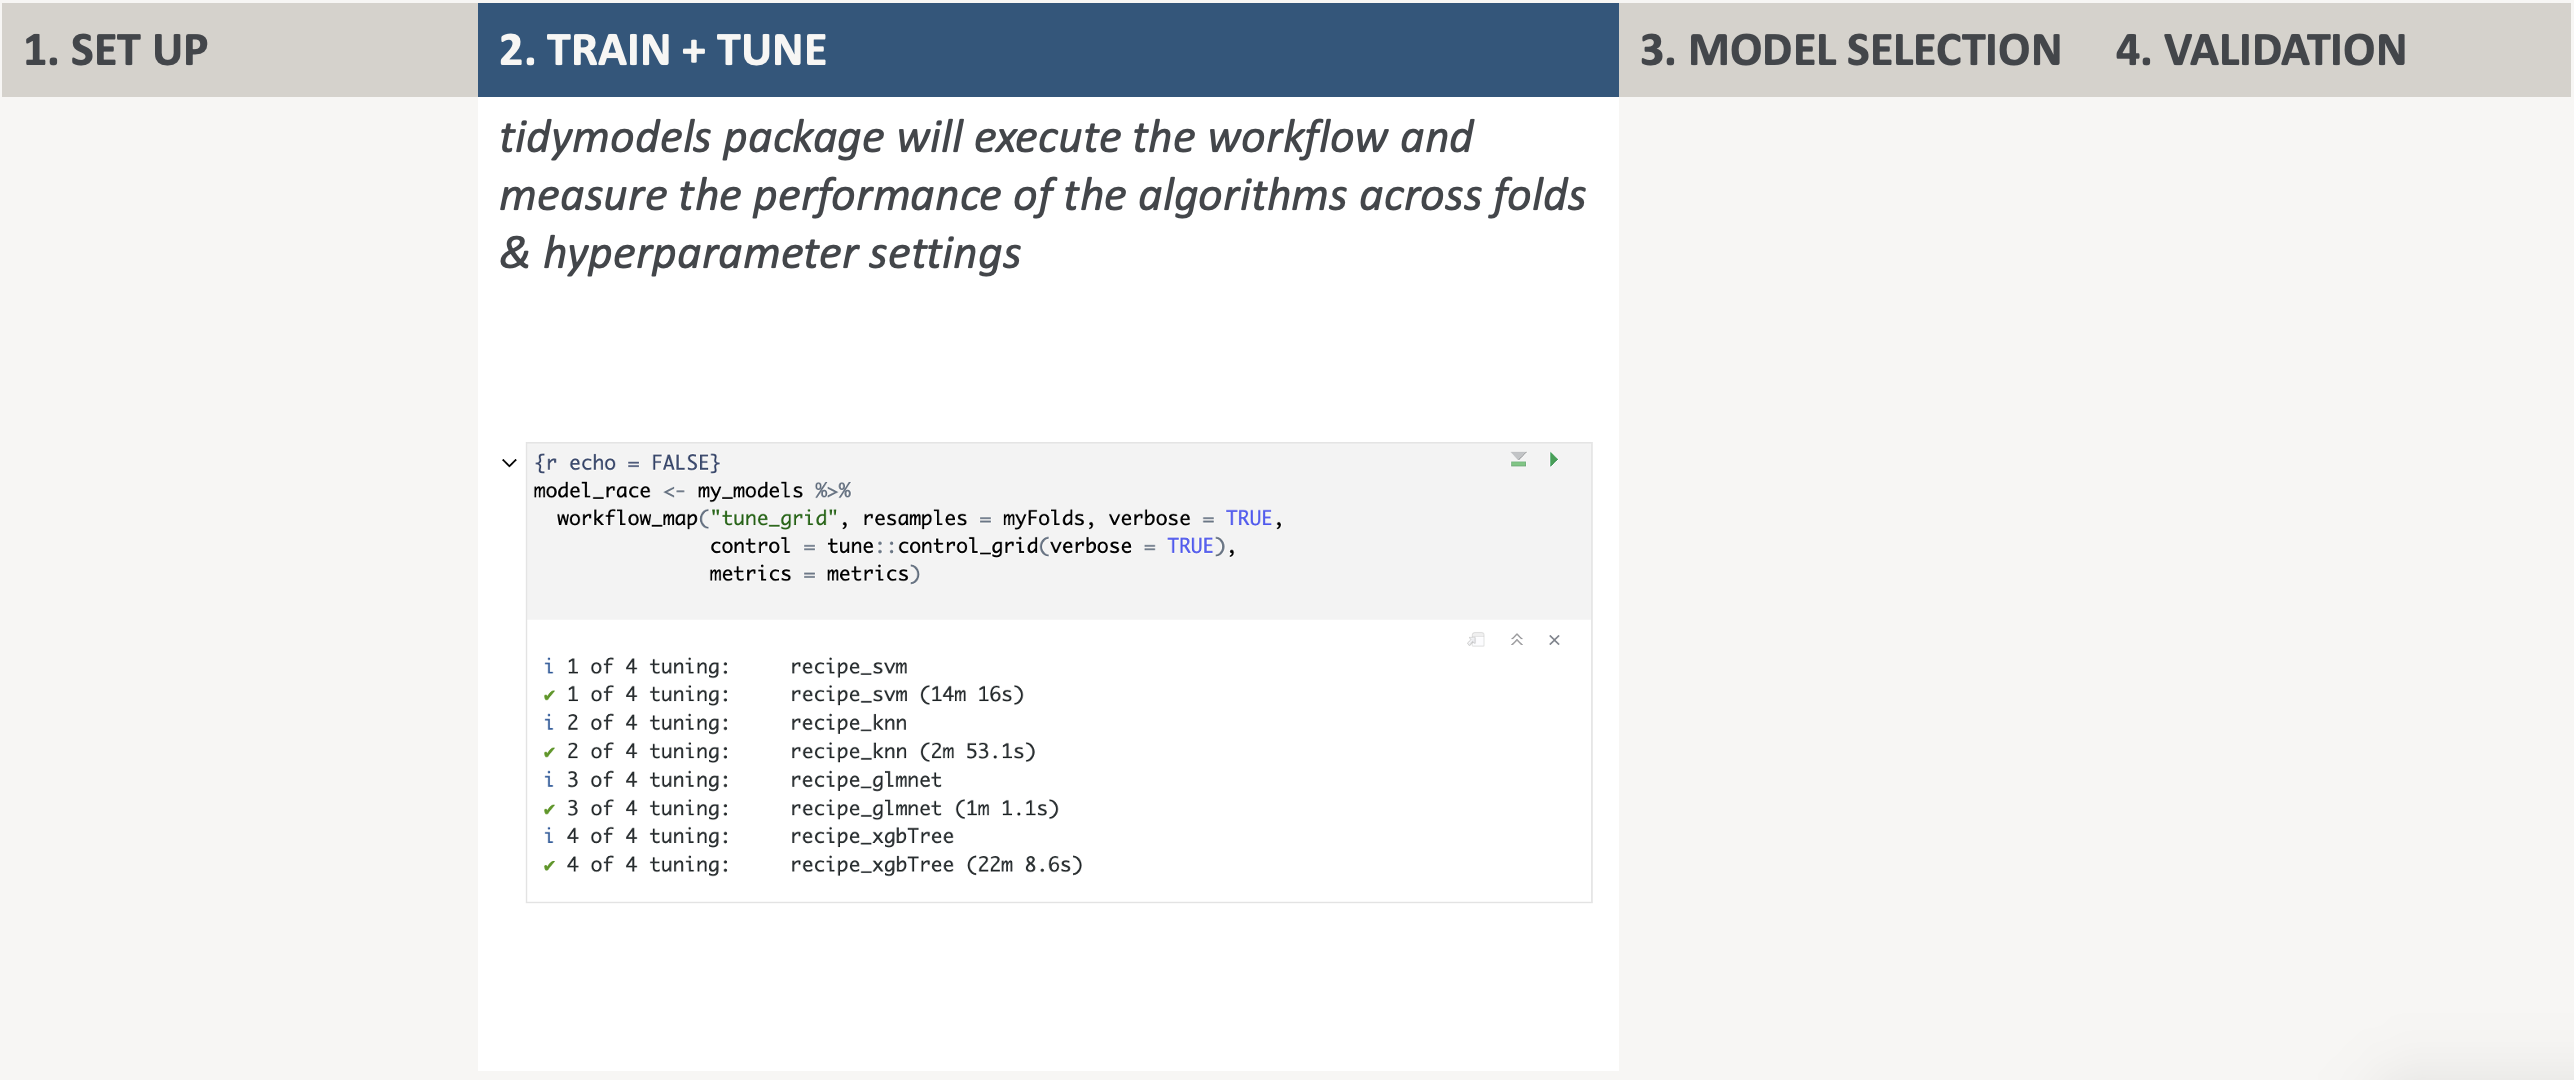 1. SET UP
2. TRAIN + TUNE
3. MODEL SELECTION
4. VALIDATION
tidymodels package will execute the workflow and
measure the performance of the algorithms across folds
& hyperparameter settings
{r echo = FALSE}
model_race <- my_models %>%
  workflow_map("tune_grid", resamples = myFolds, verbose = TRUE,
               control = tune::control_grid(verbose = TRUE),
               metrics = metrics)
i 1 of 4 tuning:     recipe_svm
✔ 1 of 4 tuning:     recipe_svm (14m 16s)
i 2 of 4 tuning:     recipe_knn
✔ 2 of 4 tuning:     recipe_knn (2m 53.1s)
i 3 of 4 tuning:     recipe_glmnet
✔ 3 of 4 tuning:     recipe_glmnet (1m 1.1s)
i 4 of 4 tuning:     recipe_xgbTree
✔ 4 of 4 tuning:     recipe_xgbTree (22m 8.6s)